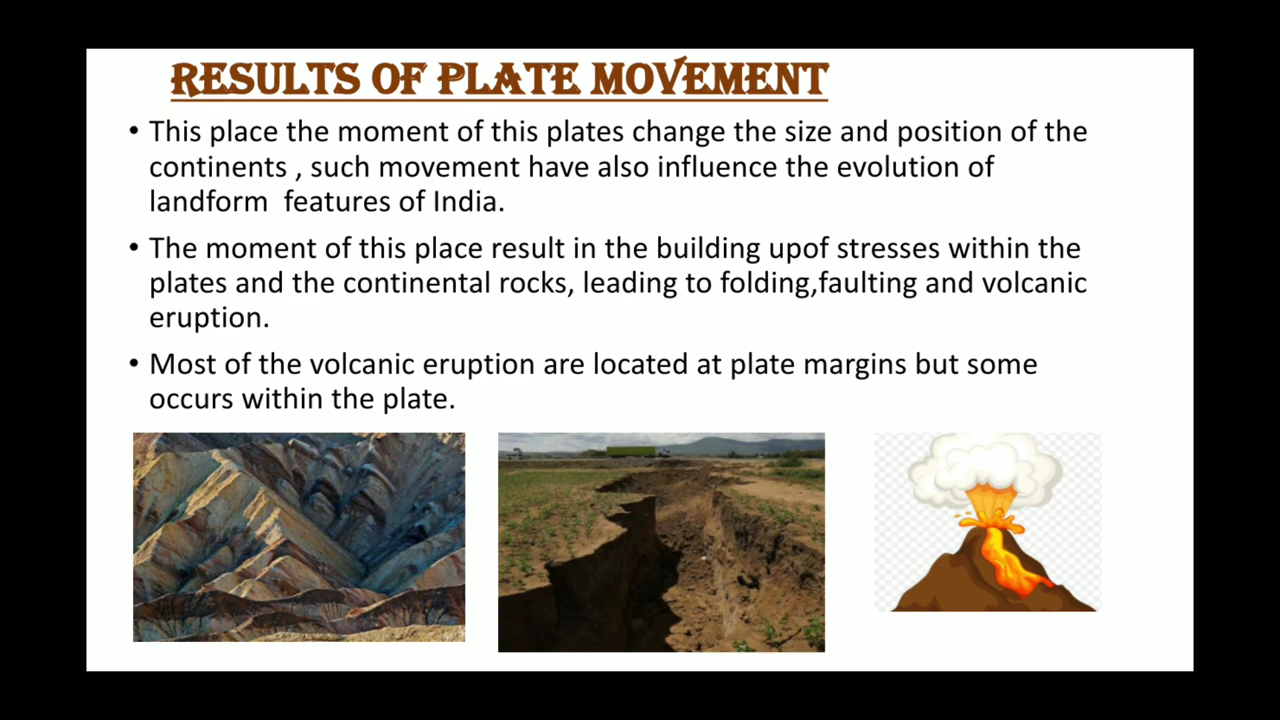 RESULTS OF PLATE MOVEMENT
• This place the moment of this plates change the size and position of the
continents , such movement have also influence the evolution of
landform  features of India.
• The moment of this place result in the building upof stresses within the
plates and the continental rocks, leading to folding,faulting and volcanic
eruption.
• Most of the volcanic eruption are located at plate margins but some
occurs within the plate.